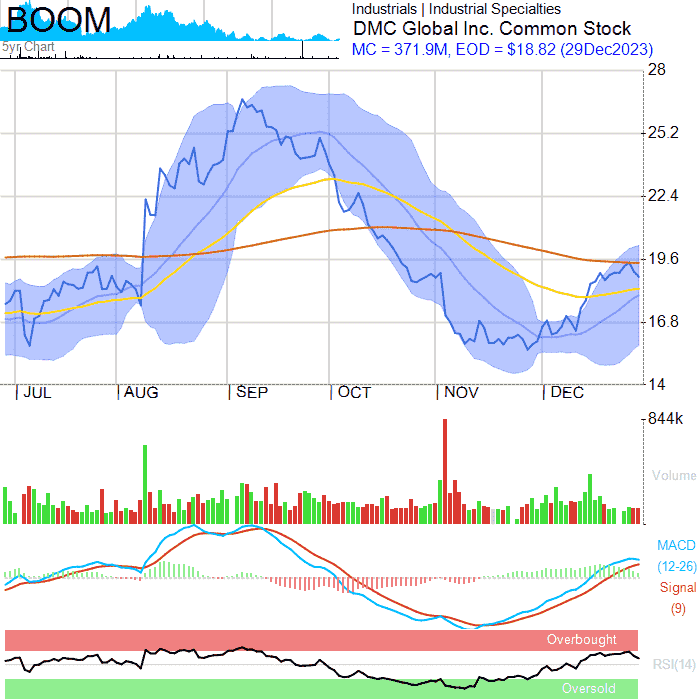 BOOM
5yr Chart
Industrials | Industrial Specialties
DMC Global Inc. Common Stock
MC = 371.9M, EOD = $18.82 (29Dec2023)
28
25.2
22.4
19.6
16.8
14
JUL AUG SEP OCT NOV DEC
844k
Volume
MACD
(12-26)
Signal
(9)
Overbought
RSI(14)
Oversold